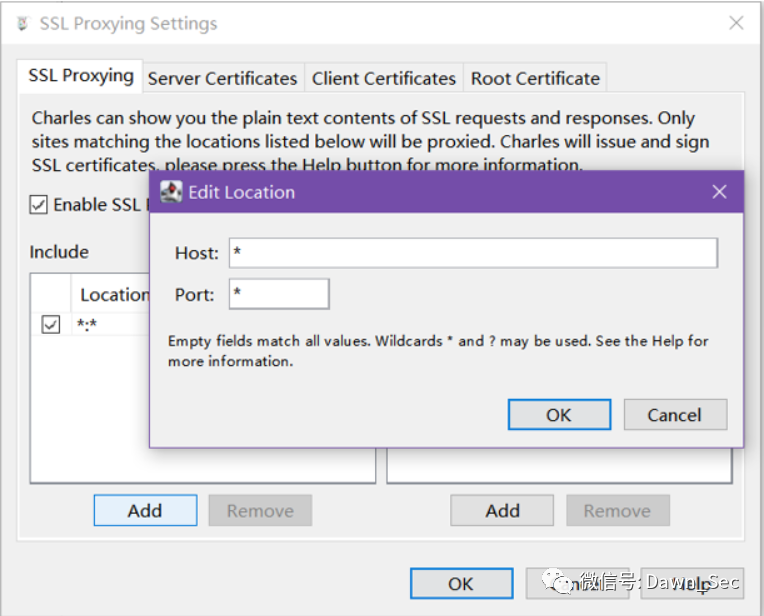 SSL Proxying Settings
SSL Proxying Server Certificates Client Certificates Root Certificate
Charles can show you the plain text contents of SSL requests and responses. Only
sites matching the locations listed below will be proxied. Charles will issue and sign
SSL certificates, please press the Help button for more information.
Enable SSL
Edit Location
Include
Host: *
Location
Port: *
*:*
Empty fields match all values. Wildcards * and ? may be used. See the Help for
more information.
OK Cancel
Add Remove Add Remove
OK Help
微信号: Dawn_Sec